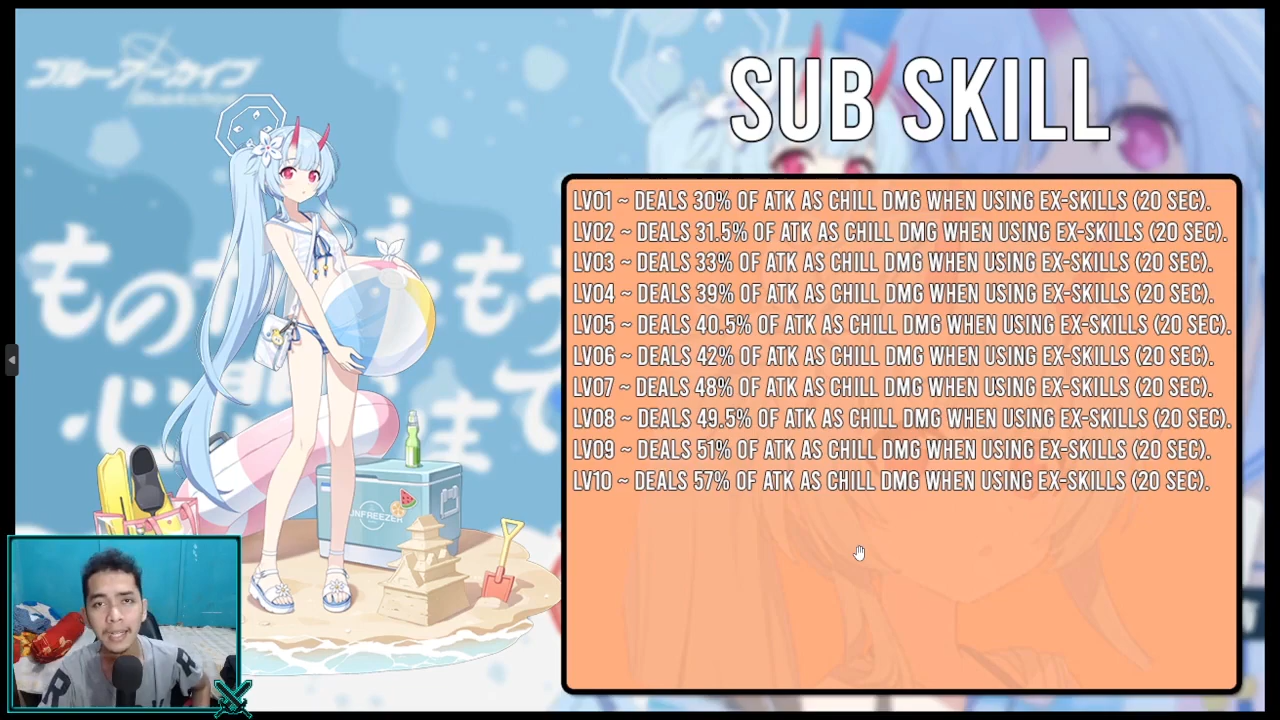 ブルーアーカイブ
SUB SKILL
LV01 ~ DEALS 30% OF ATK AS CHILL DMG WHEN USING EX-SKILLS (20 SEC).
LV02 ~ DEALS 31.5% OF ATK AS CHILL DMG WHEN USING EX-SKILLS (20 SEC).
LV03 ~ DEALS 33% OF ATK AS CHILL DMG WHEN USING EX-SKILLS (20 SEC).
LV04 ~ DEALS 39% OF ATK AS CHILL DMG WHEN USING EX-SKILLS (20 SEC).
LV05 ~ DEALS 40.5% OF ATK AS CHILL DMG WHEN USING EX-SKILLS (20 SEC).
LV06 ~ DEALS 42% OF ATK AS CHILL DMG WHEN USING EX-SKILLS (20 SEC).
LV07 ~ DEALS 48% OF ATK AS CHILL DMG WHEN USING EX-SKILLS (20 SEC).
LV08 ~ DEALS 49.5% OF ATK AS CHILL DMG WHEN USING EX-SKILLS (20 SEC).
LV09 ~ DEALS 51% OF ATK AS CHILL DMG WHEN USING EX-SKILLS (20 SEC).
LV10 ~ DEALS 57% OF ATK AS CHILL DMG WHEN USING EX-SKILLS (20 SEC).
R R